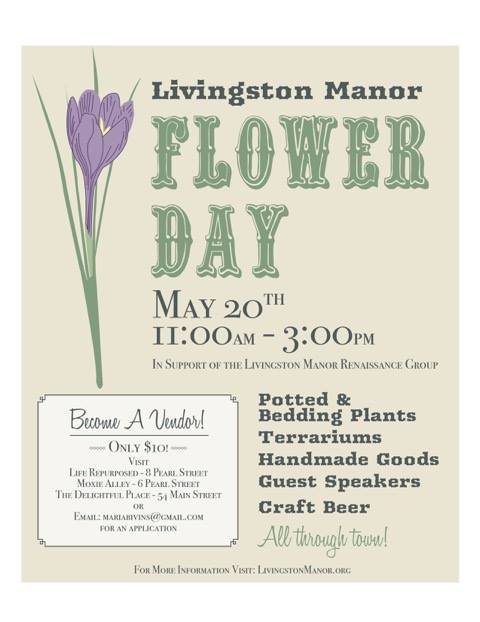 Livingston Manor
FLOWER
DAY
May 20TH
11:00AM - 3:00PM
In Support of the Livingston Manor Renaissance Group
Become A Vendor!
Only $10!
Visit
Life Repurposed - 8 Pearl Street
Moxie Alley - 6 Pearl Street
The Delightful Place - 54 Main Street
or
Email: mariabivins@gmail.com
for an application
Potted &
Bedding Plants
Terrariums
Handmade Goods
Guest Speakers
Craft Beer
All through town!
For More Information Visit: LivingstonManor.org